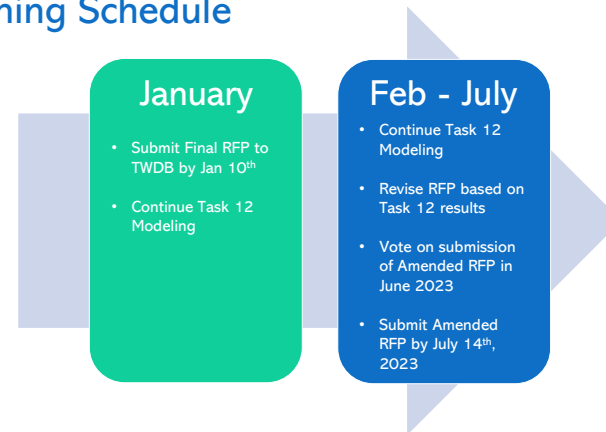 ning Schedule
January
• Submit Final RFP to
TWDB by Jan 10th
• Continue Task 12
Modeling
Feb - July
• Continue Task 12
Modeling
• Revise RFP based on
Task 12 results
• Vote on submission
of Amended RFP in
June 2023
• Submit Amended
RFP by July 14th,
2023